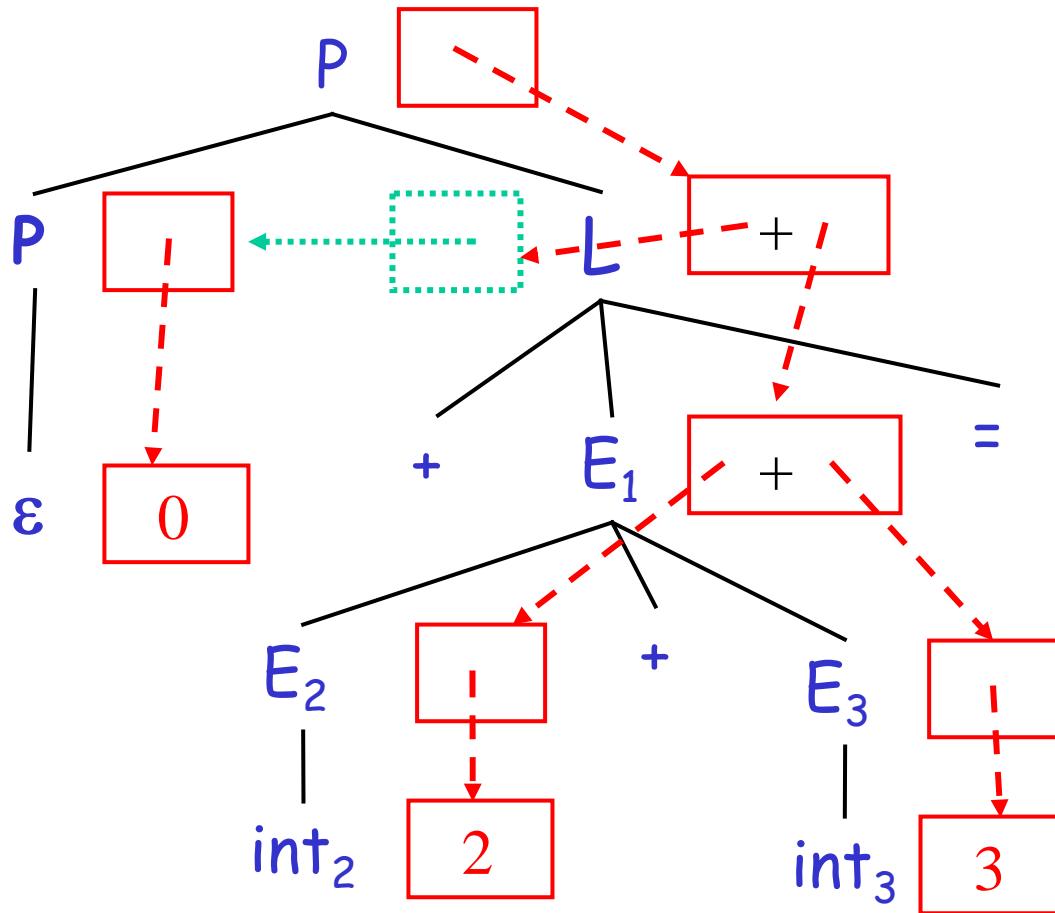 P
P L +
+ E₁ + =
ε 0
E₂ + E₃
int₂ 2 int₃ 3